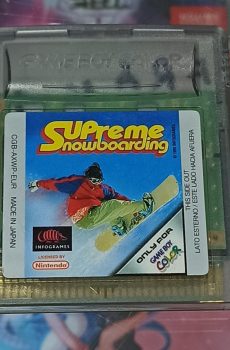 GAME BOY COLOR
SUPreme
Snowboarding
CGB-AXWP-EUR MADE IN JAPAN
INFOGRAMES
LICENSED BY
Nintendo
ONLY FOR
GAME BOY
COLOR
THIS SIDE OUT
LATO ESTERNO / ESTE LADO HACIA AFUERA